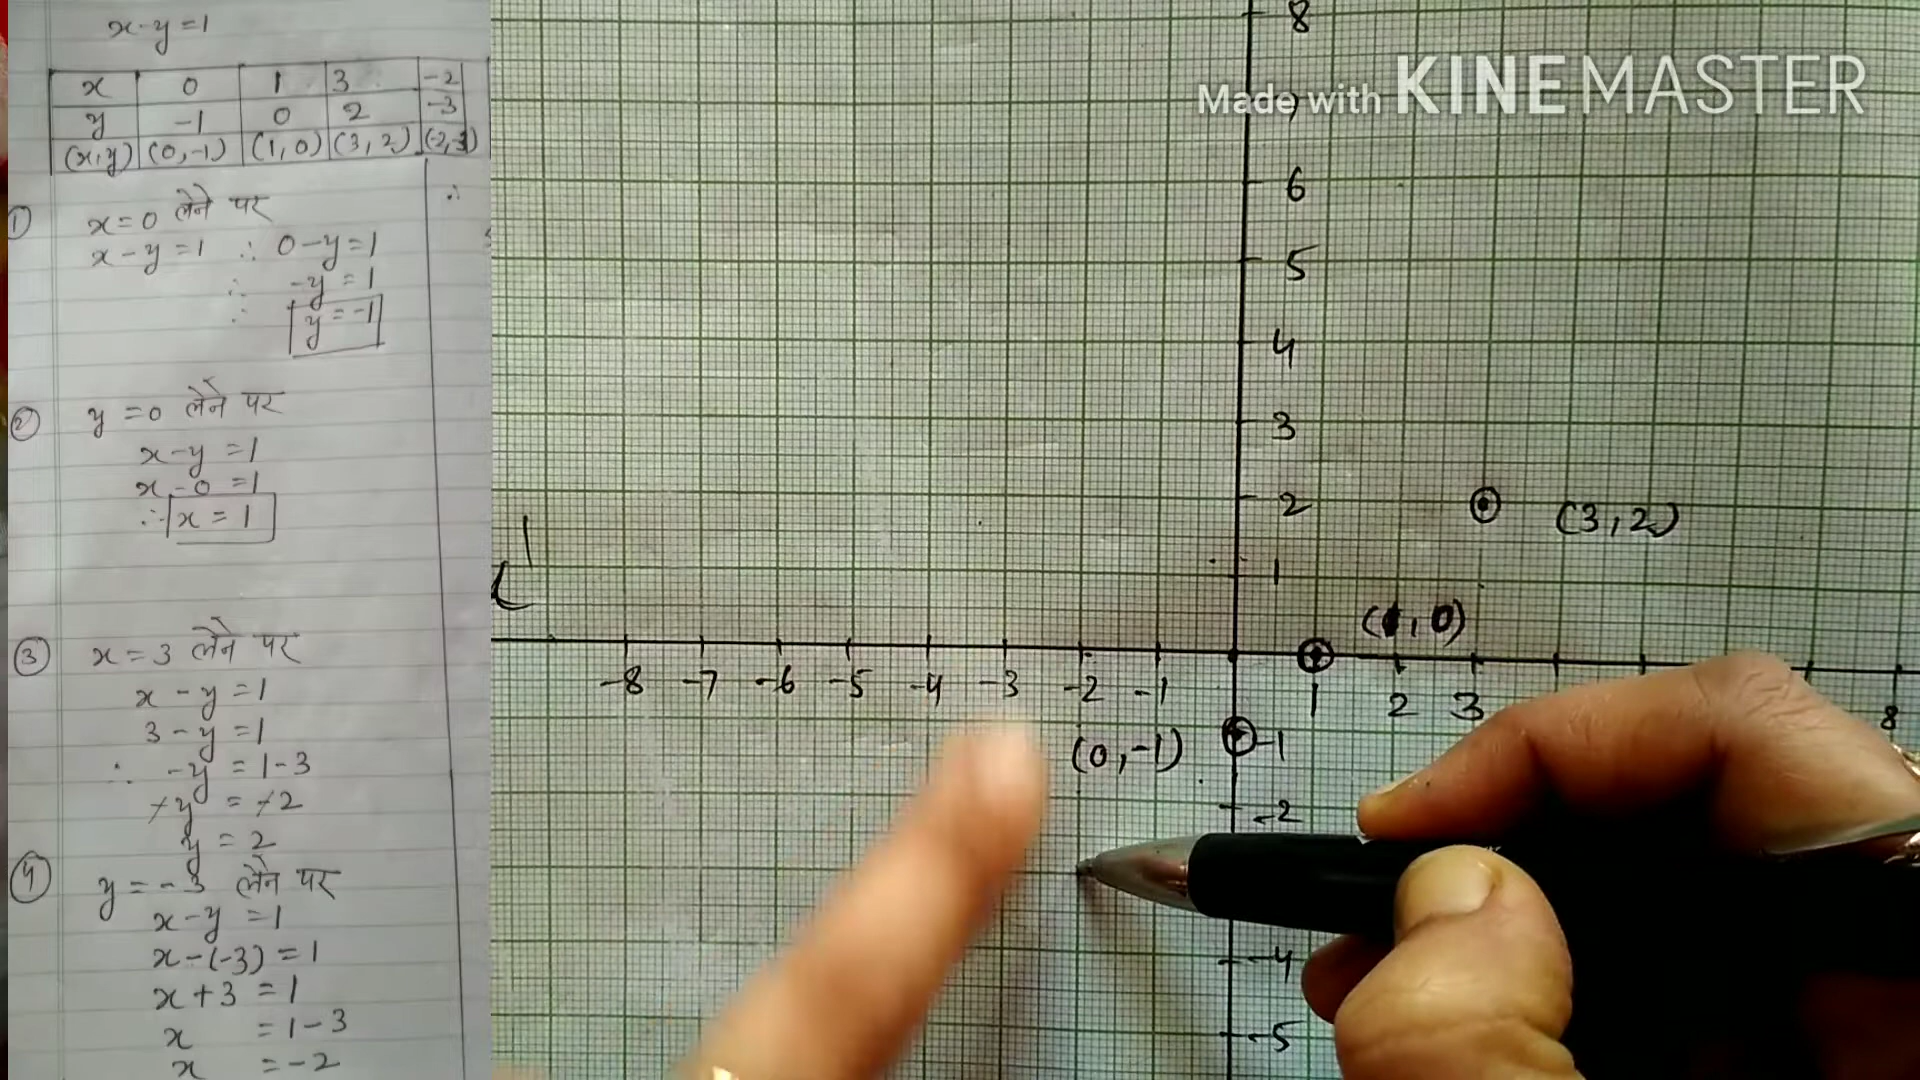 x-y=1
x 0 1 3 -2
y -1 0 2 -3
(x,y) (0,-1) (1,0) (3,2) (-2,-3)
① x=0 लेने पर
x-y=1 ∴ 0-y=1
∴ -y=1
∴ y=-1
② y=0 लेने पर
x-y=1
x-0=1
∴ x=1
③ x=3 लेने पर
x-y=1
3-y=1
∴ -y=1-3
-y=-2
y=2
④ y=-3 लेने पर
x-y=1
x-(-3)=1
x+3=1
x=1-3
x=-2
Made with KINEMASTER
8
7
6
5
4
3
2
(3,2)
1
(1,0)
-8 -7 -6 -5 -4 -3 -2 -1 1 2 3 8
(0,-1) -1
-2
-4
-5